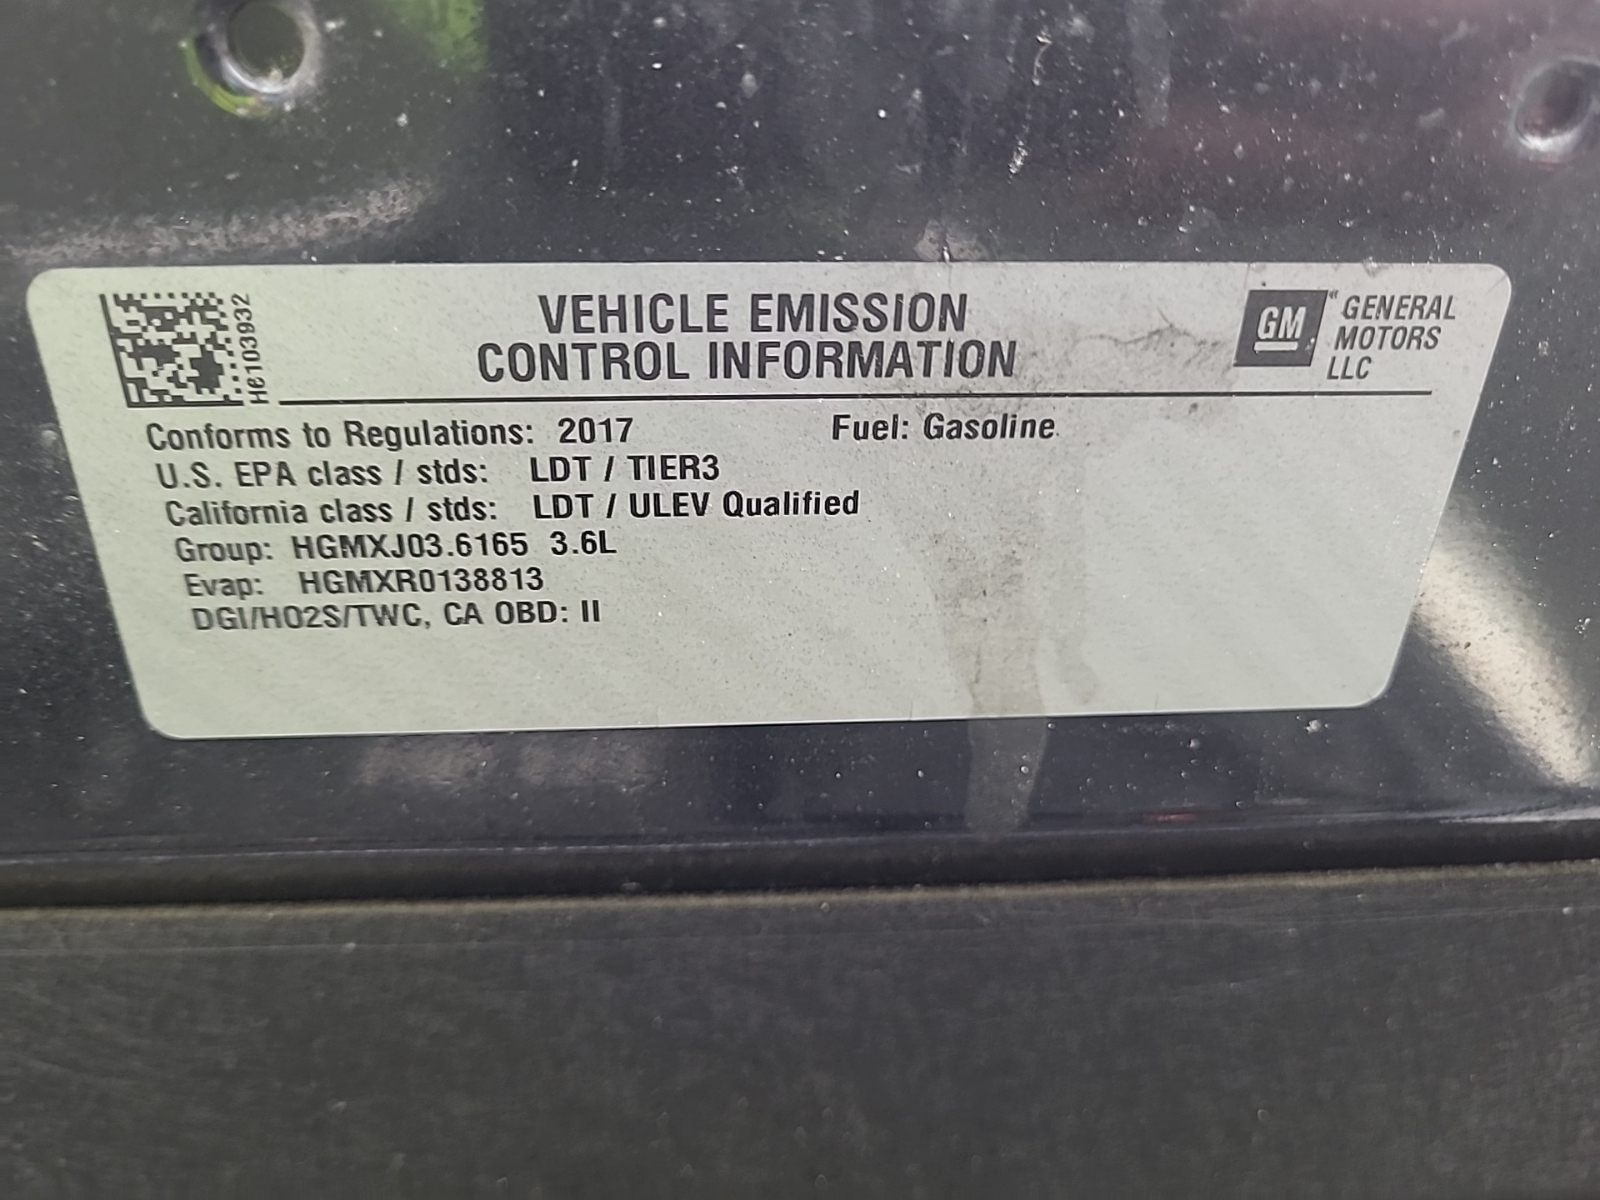 H6103932
VEHICLE EMISSION
CONTROL INFORMATION
GM
GENERAL
MOTORS
LLC
Conforms to Regulations: 2017 Fuel: Gasoline
U.S. EPA class / stds: LDT / TIER3
California class / stds: LDT / ULEV Qualified
Group: HGMXJ03.6165 3.6L
Evap: HGMXR0138813
DGI/HO2S/TWC, CA OBD: II